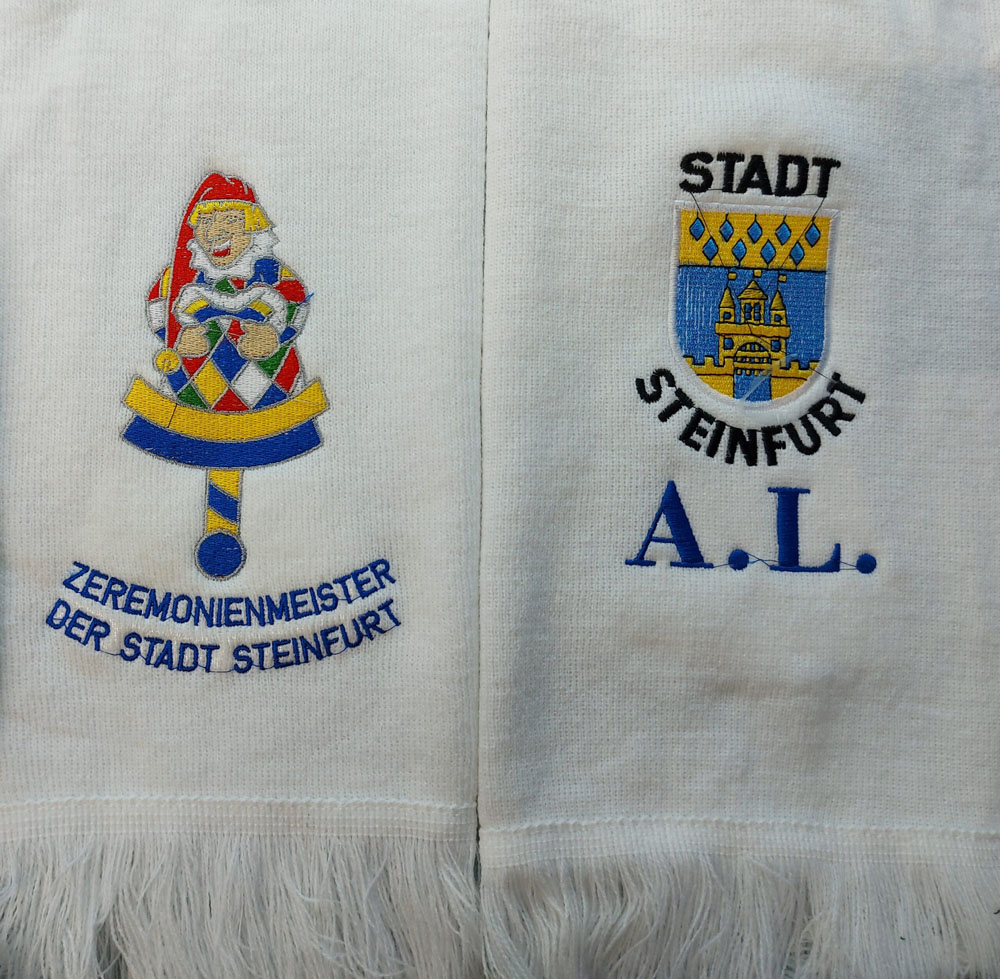 ZEREMONIENMEISTER
DER STADT STEINFURT
STADT
STEINFURT
A.L.